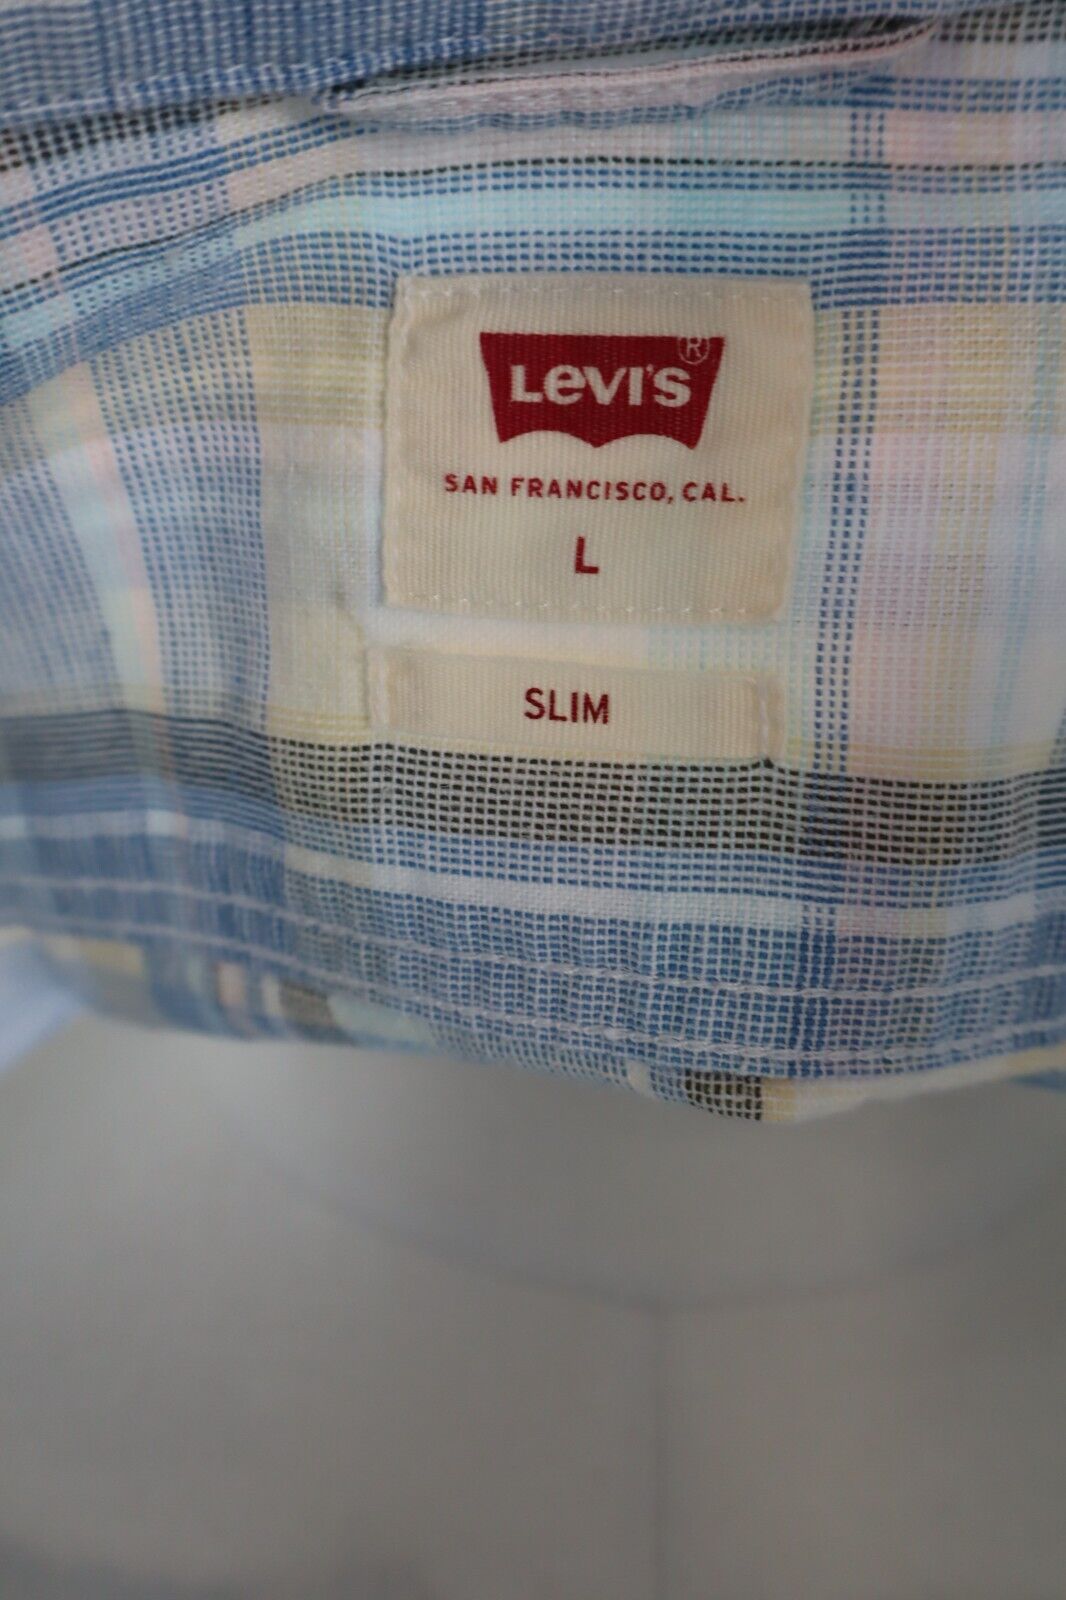 Levi's ®
SAN FRANCISCO, CAL.
L
SLIM